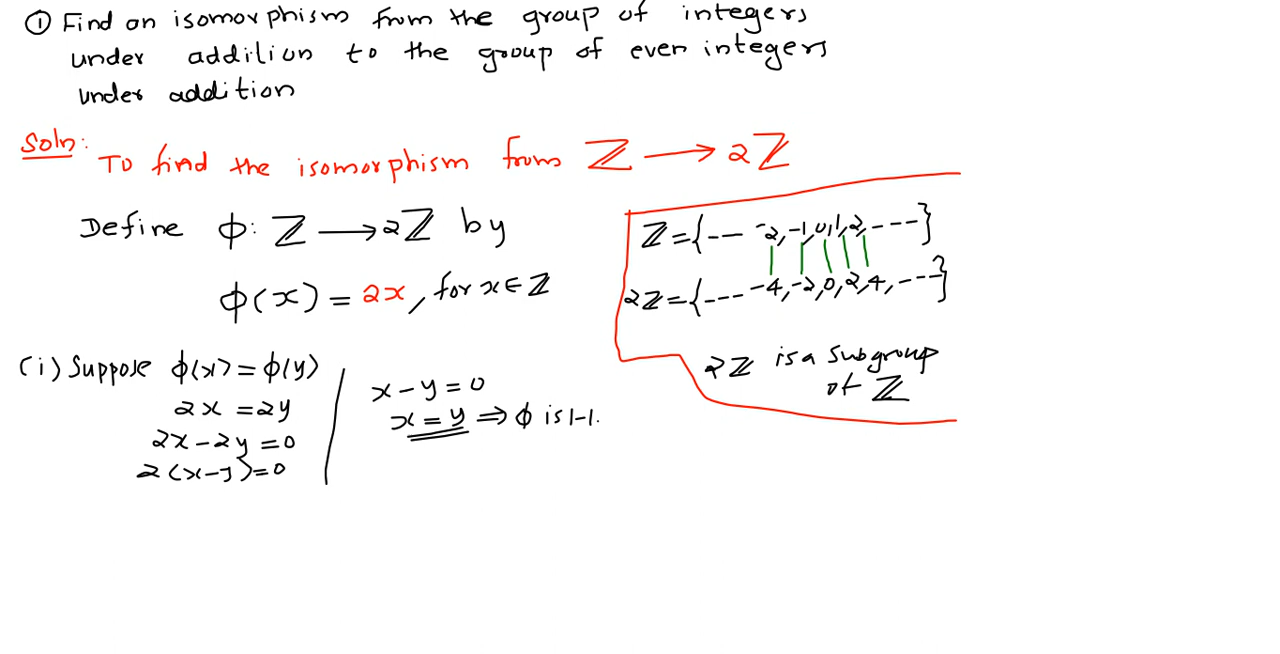 ① Find an isomorphism from the group of integers
under addition to the group of even integers
under addition
Soln: To find the isomorphism from ℤ ⟶ 2ℤ
Define ϕ: ℤ ⟶ 2ℤ by
ϕ(x) = 2x, for x ∈ ℤ
ℤ = {--- -2, -1, 0, 1, 2, ----}
2ℤ = {---- -4, -2, 0, 2, 4, ----}
2ℤ is a subgroup
of ℤ
(i) Suppose ϕ(x) = ϕ(y)
2x = 2y
2x - 2y = 0
2(x-y) = 0
x - y = 0
x = y ⇒ ϕ is 1-1.